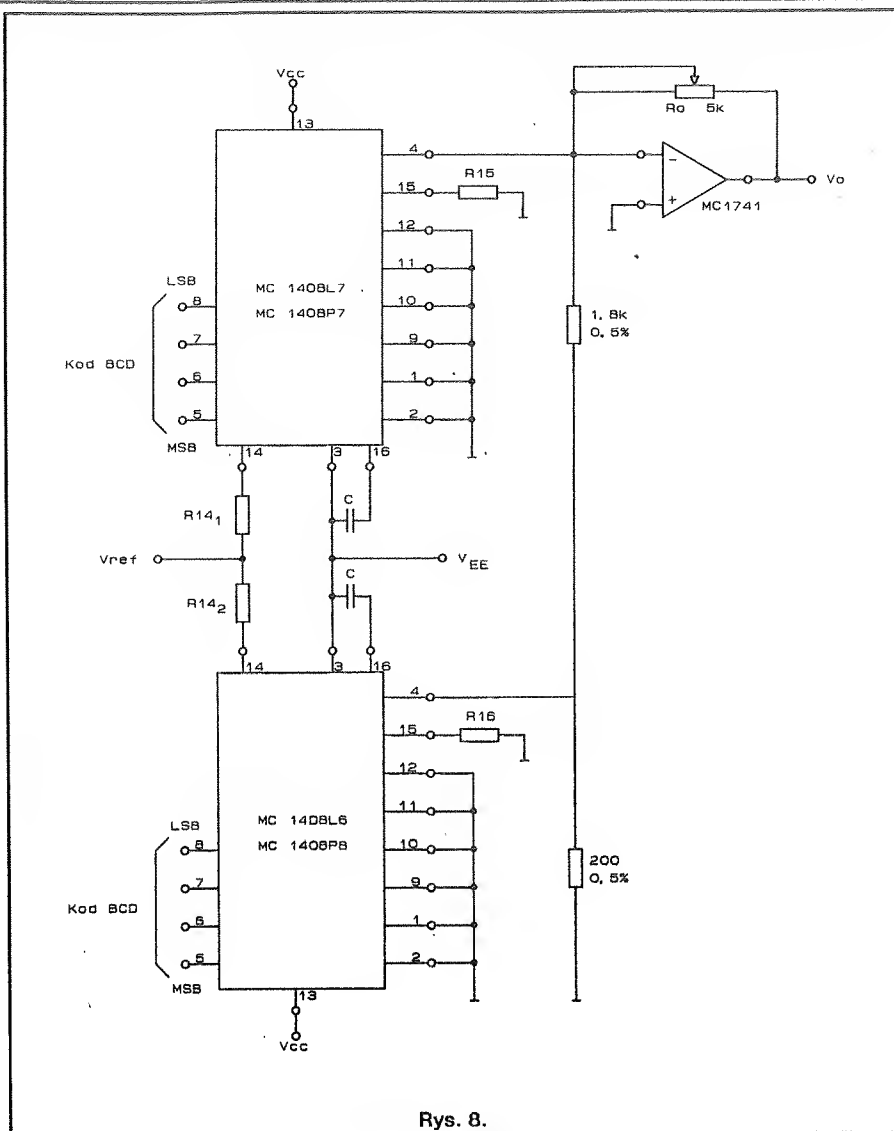 Vcc
13
4
15
12
11
10
9
1
2
R15
MC 1408L7
MC 1408P7
LSB
8
7
6
5
MSB
Kod BCD
14
3
16
Ro 5k
-
+
MC1741
Vo
1.8k
0,5%
R14₁
C
Vref
V_EE
R14₂
C
14
3
16
4
15
12
11
10
9
1
2
R16
MC 14D8L6
MC 1408P8
LSB
8
7
6
5
MSB
Kod BCD
200
0,5%
13
Vcc
Rys. 8.